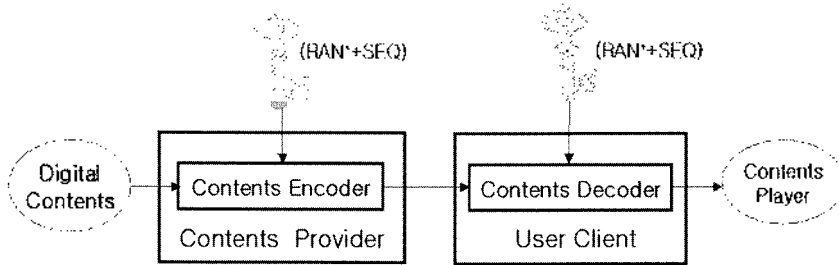 (RAN'+SEQ)
(RAN'+SEQ)
Digital
Contents
Contents Encoder
Contents Provider
Contents Decoder
User Client
Contents
Player